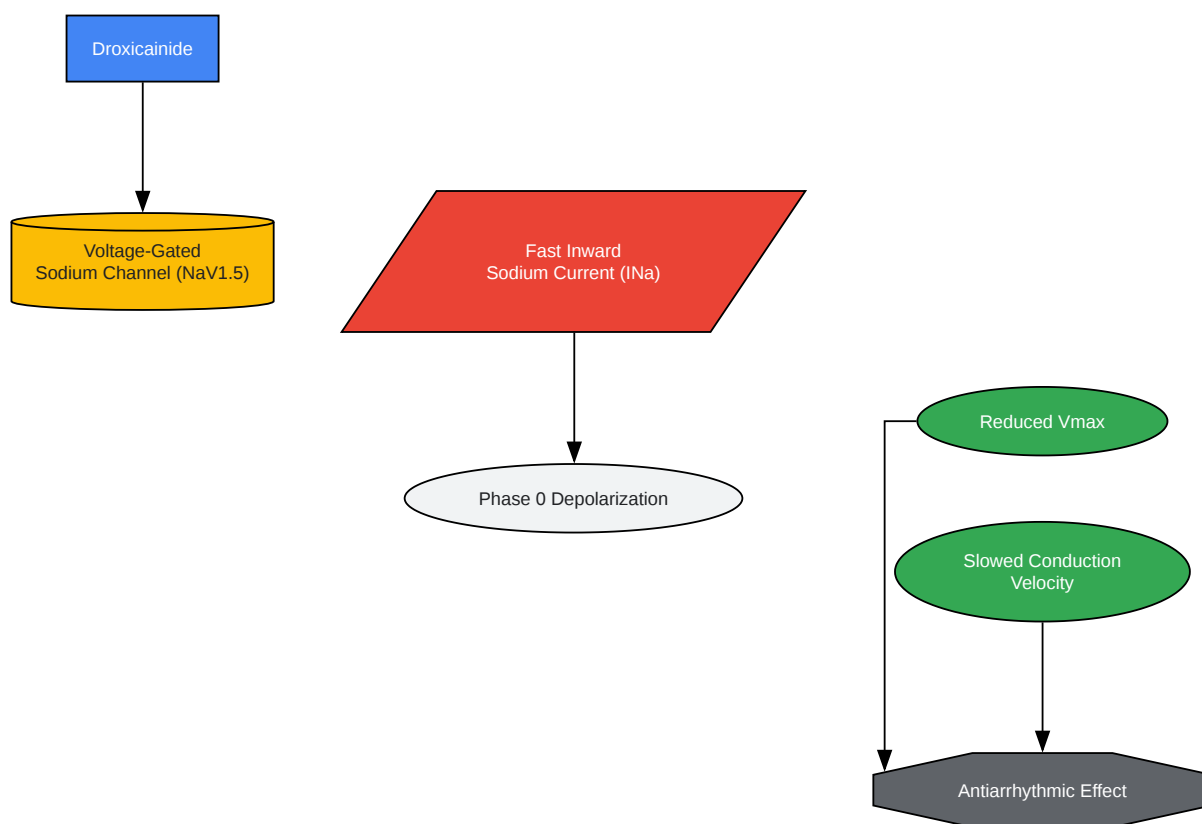 Droxicainide
Voltage-Gated
Sodium Channel (NaV1.5)
Fast Inward
Sodium Current (INa)
Phase 0 Depolarization
Reduced Vmax
Slowed Conduction
Velocity
Antiarrhythmic Effect